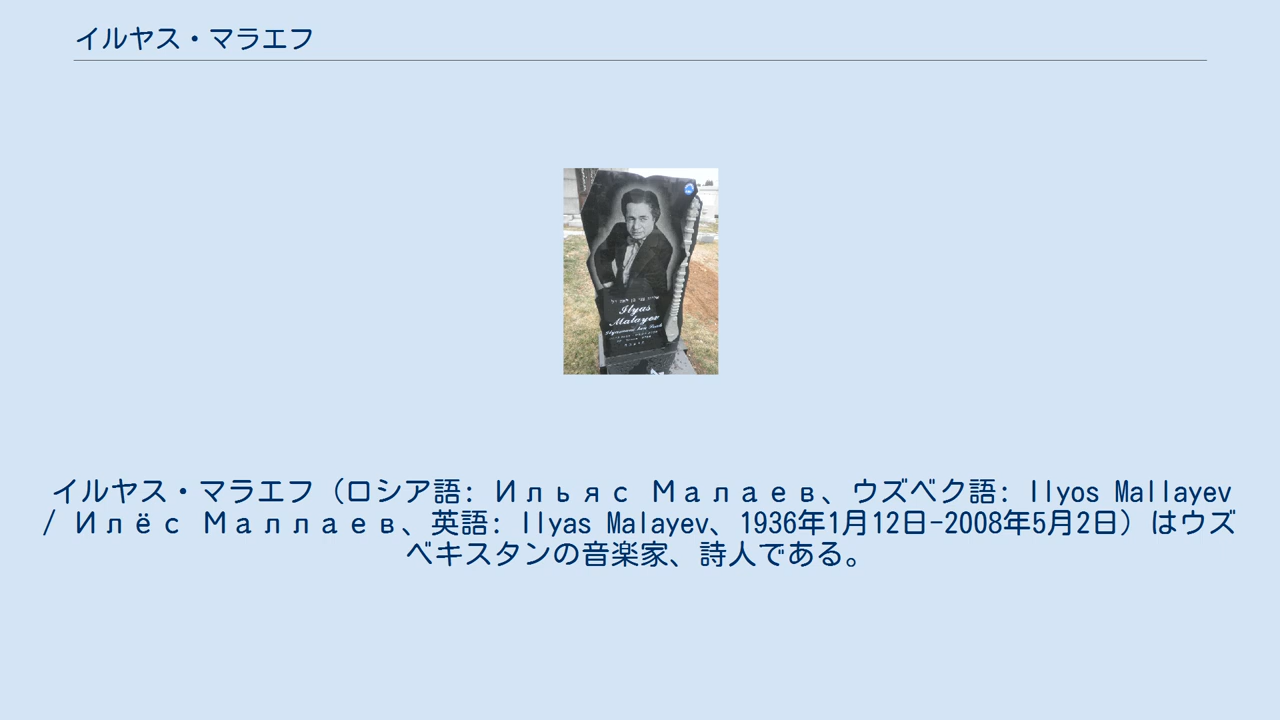 イルヤス・マラエフ
Ilyas
Malayev
イルヤス・マラエフ（ロシア語: Ильяс Малаев、ウズベク語: Ilyos Mallayev
/ Илёс Маллаев、英語: Ilyas Malayev、1936年1月12日-2008年5月2日）はウズ
ベキスタンの音楽家、詩人である。